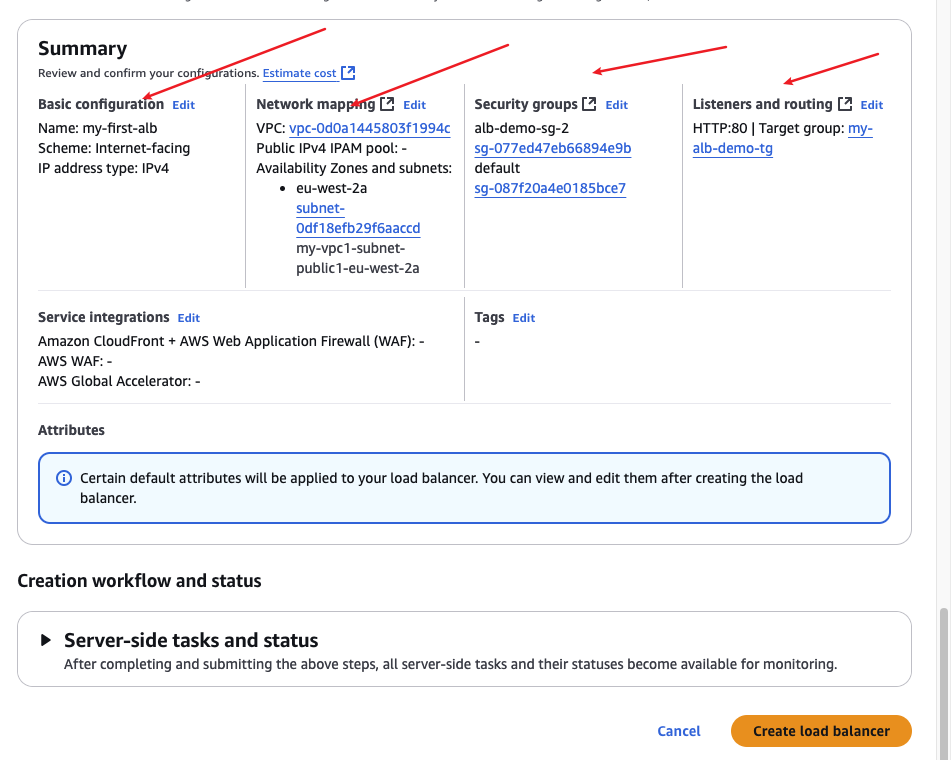 Summary
Review and confirm your configurations. Estimate cost
Basic configuration Edit
Name: my-first-alb
Scheme: Internet-facing
IP address type: IPv4
Network mapping Edit
VPC: vpc-0d0a1445803f1994c
Public IPv4 IPAM pool: -
Availability Zones and subnets:
• eu-west-2a
subnet-
0df18efb29f6aaccd
my-vpc1-subnet-
public1-eu-west-2a
Security groups Edit
alb-demo-sg-2
sg-077ed47eb66894e9b
default
sg-087f20a4e0185bce7
Listeners and routing Edit
HTTP:80 | Target group: my-
alb-demo-tg
Service integrations Edit
Amazon CloudFront + AWS Web Application Firewall (WAF): -
AWS WAF: -
AWS Global Accelerator: -
Tags Edit
-
Attributes
Certain default attributes will be applied to your load balancer. You can view and edit them after creating the load
balancer.
Creation workflow and status
Server-side tasks and status
After completing and submitting the above steps, all server-side tasks and their statuses become available for monitoring.
Cancel
Create load balancer